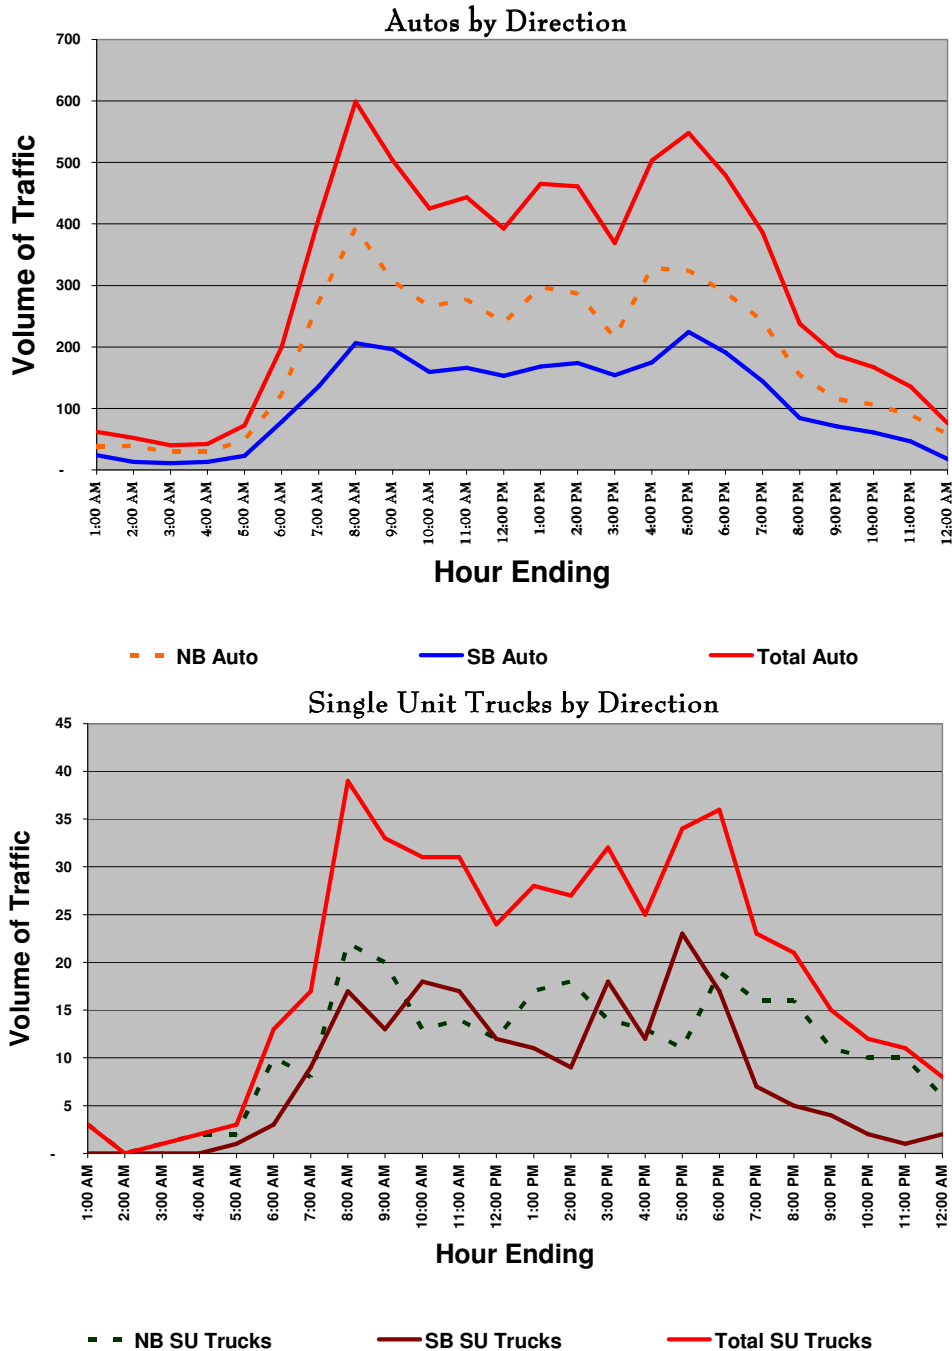 Autos by Direction
700
600
500
400
300
200
100
-
Volume of Traffic
1:00 AM
2:00 AM
3:00 AM
4:00 AM
5:00 AM
6:00 AM
7:00 AM
8:00 AM
9:00 AM
10:00 AM
11:00 AM
12:00 PM
1:00 PM
2:00 PM
3:00 PM
4:00 PM
5:00 PM
6:00 PM
7:00 PM
8:00 PM
9:00 PM
10:00 PM
11:00 PM
12:00 AM
Hour Ending
NB Auto SB Auto Total Auto
Single Unit Trucks by Direction
45
40
35
30
25
20
15
10
5
-
Volume of Traffic
1:00 AM
2:00 AM
3:00 AM
4:00 AM
5:00 AM
6:00 AM
7:00 AM
8:00 AM
9:00 AM
10:00 AM
11:00 AM
12:00 PM
1:00 PM
2:00 PM
3:00 PM
4:00 PM
5:00 PM
6:00 PM
7:00 PM
8:00 PM
9:00 PM
10:00 PM
11:00 PM
12:00 AM
Hour Ending
NB SU Trucks SB SU Trucks Total SU Trucks